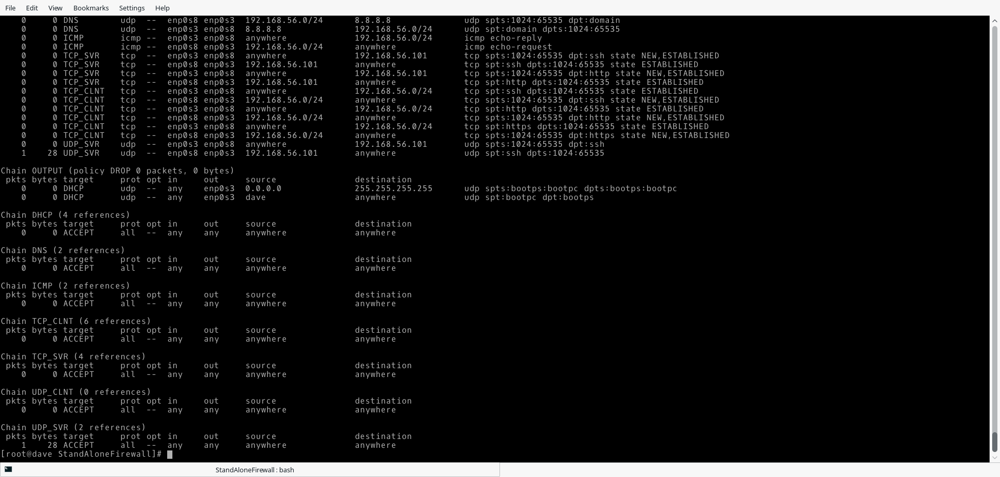 File Edit View Bookmarks Settings Help
0 0 DNS udp -- enp0s8 enp0s3 192.168.56.0/24 8.8.8.8 udp spts:1024:65535 dpt:domain
0 0 DNS udp -- enp0s3 enp0s8 8.8.8.8 192.168.56.0/24 udp spt:domain dpts:1024:65535
0 0 ICMP icmp -- enp0s3 enp0s8 anywhere 192.168.56.0/24 icmp echo-reply
0 0 ICMP icmp -- enp0s8 enp0s3 192.168.56.0/24 anywhere icmp echo-request
0 0 TCP_SVR tcp -- enp0s3 enp0s8 anywhere 192.168.56.101 tcp spts:1024:65535 dpt:ssh state NEW,ESTABLISHED
0 0 TCP_SVR tcp -- enp0s8 enp0s3 192.168.56.101 anywhere tcp spt:ssh dpts:1024:65535 state ESTABLISHED
0 0 TCP_SVR tcp -- enp0s3 enp0s8 anywhere 192.168.56.101 tcp spts:1024:65535 dpt:http state NEW,ESTABLISHED
0 0 TCP_SVR tcp -- enp0s8 enp0s3 192.168.56.101 anywhere tcp spt:http dpts:1024:65535 state ESTABLISHED
0 0 TCP_CLNT tcp -- enp0s8 enp0s3 anywhere 192.168.56.0/24 tcp spt:ssh dpts:1024:65535 state ESTABLISHED
0 0 TCP_CLNT tcp -- enp0s3 enp0s8 192.168.56.0/24 anywhere tcp spts:1024:65535 dpt:ssh state NEW,ESTABLISHED
0 0 TCP_CLNT tcp -- enp0s3 enp0s8 anywhere 192.168.56.0/24 tcp spt:http dpts:1024:65535 state ESTABLISHED
0 0 TCP_CLNT tcp -- enp0s3 enp0s8 192.168.56.0/24 anywhere tcp spts:1024:65535 dpt:http state NEW,ESTABLISHED
0 0 TCP_CLNT tcp -- enp0s3 enp0s8 anywhere 192.168.56.0/24 tcp spt:https dpts:1024:65535 state ESTABLISHED
0 0 TCP_CLNT tcp -- enp0s3 enp0s8 192.168.56.0/24 anywhere tcp spts:1024:65535 dpt:https state NEW,ESTABLISHED
0 0 UDP_SVR udp -- enp0s3 enp0s8 anywhere 192.168.56.101 udp spts:1024:65535 dpt:ssh
1 28 UDP_SVR udp -- enp0s8 enp0s3 192.168.56.101 anywhere udp spt:ssh dpts:1024:65535
Chain OUTPUT (policy DROP 0 packets, 0 bytes)
pkts bytes target prot opt in out source destination
0 0 DHCP udp -- any enp0s3 0.0.0.0 255.255.255.255 udp spts:bootps:bootpc dpts:bootps:bootpc
0 0 DHCP udp -- any enp0s3 dave anywhere udp spt:bootpc dpt:bootps
Chain DHCP (4 references)
pkts bytes target prot opt in out source destination
0 0 ACCEPT all -- any any anywhere anywhere
Chain DNS (2 references)
pkts bytes target prot opt in out source destination
0 0 ACCEPT all -- any any anywhere anywhere
Chain ICMP (2 references)
pkts bytes target prot opt in out source destination
0 0 ACCEPT all -- any any anywhere anywhere
Chain TCP_CLNT (6 references)
pkts bytes target prot opt in out source destination
0 0 ACCEPT all -- any any anywhere anywhere
Chain TCP_SVR (4 references)
pkts bytes target prot opt in out source destination
0 0 ACCEPT all -- any any anywhere anywhere
Chain UDP_CLNT (0 references)
pkts bytes target prot opt in out source destination
0 0 ACCEPT all -- any any anywhere anywhere
Chain UDP_SVR (2 references)
pkts bytes target prot opt in out source destination
1 28 ACCEPT all -- any any anywhere anywhere
[root@dave StandAloneFirewall]#
StandAloneFirewall : bash